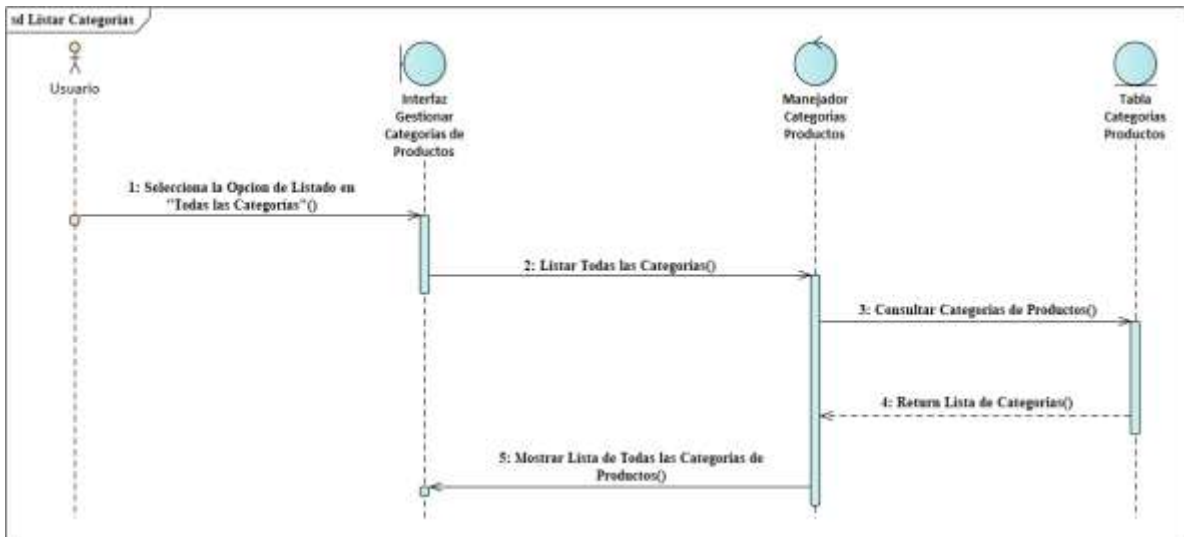 sd Listar Categorias
Usuario
Interfaz
Gestionar
Categorias de
Productos
Manejador
Categorias
Productos
Tabla
Categorias
Productos
1: Selecciona la Opcion de Listado en
"Todas las Categorias"()
2: Listar Todas las Categorias()
3: Consultar Categorias de Productos()
4: Return Lista de Categorias()
5: Mostrar Lista de Todas las Categorias de
Productos()